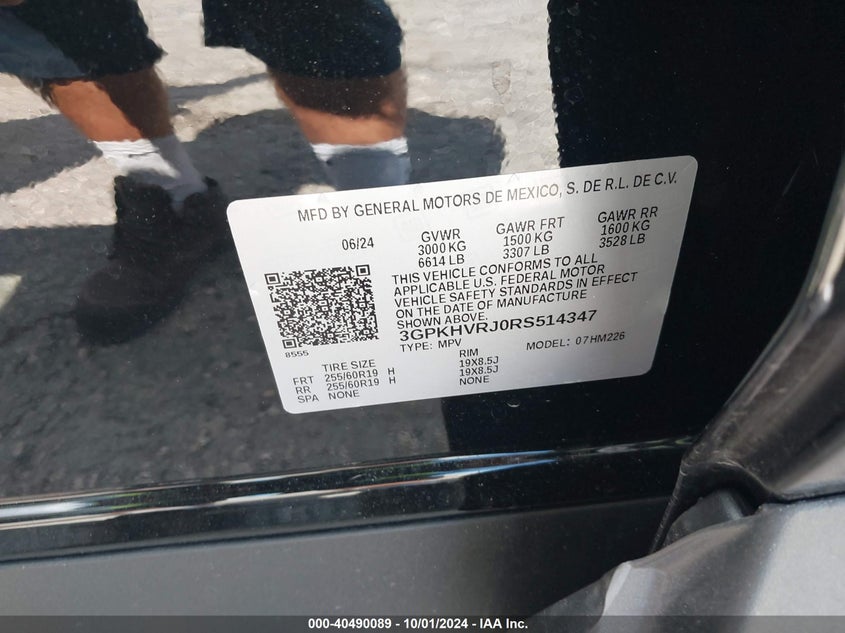 MFD BY GENERAL MOTORS DE MEXICO, S. DE R.L. DE C.V.
06/24
GVWR
3000 KG
6614 LB
GAWR FRT
1500 KG
3307 LB
GAWR RR
1600 KG
3528 LB
THIS VEHICLE CONFORMS TO ALL
APPLICABLE U.S. FEDERAL MOTOR
VEHICLE SAFETY STANDARDS IN EFFECT
ON THE DATE OF MANUFACTURE
SHOWN ABOVE.
3GPKHVRJ0RS514347
8555
TYPE: MPV
MODEL: 07HM226
TIRE SIZE
RIM
FRT 255/60R19 H 19X8.5J
RR 255/60R19 H 19X8.5J
SPA NONE NONE
000-40490089 - 10/01/2024 - IAA Inc.